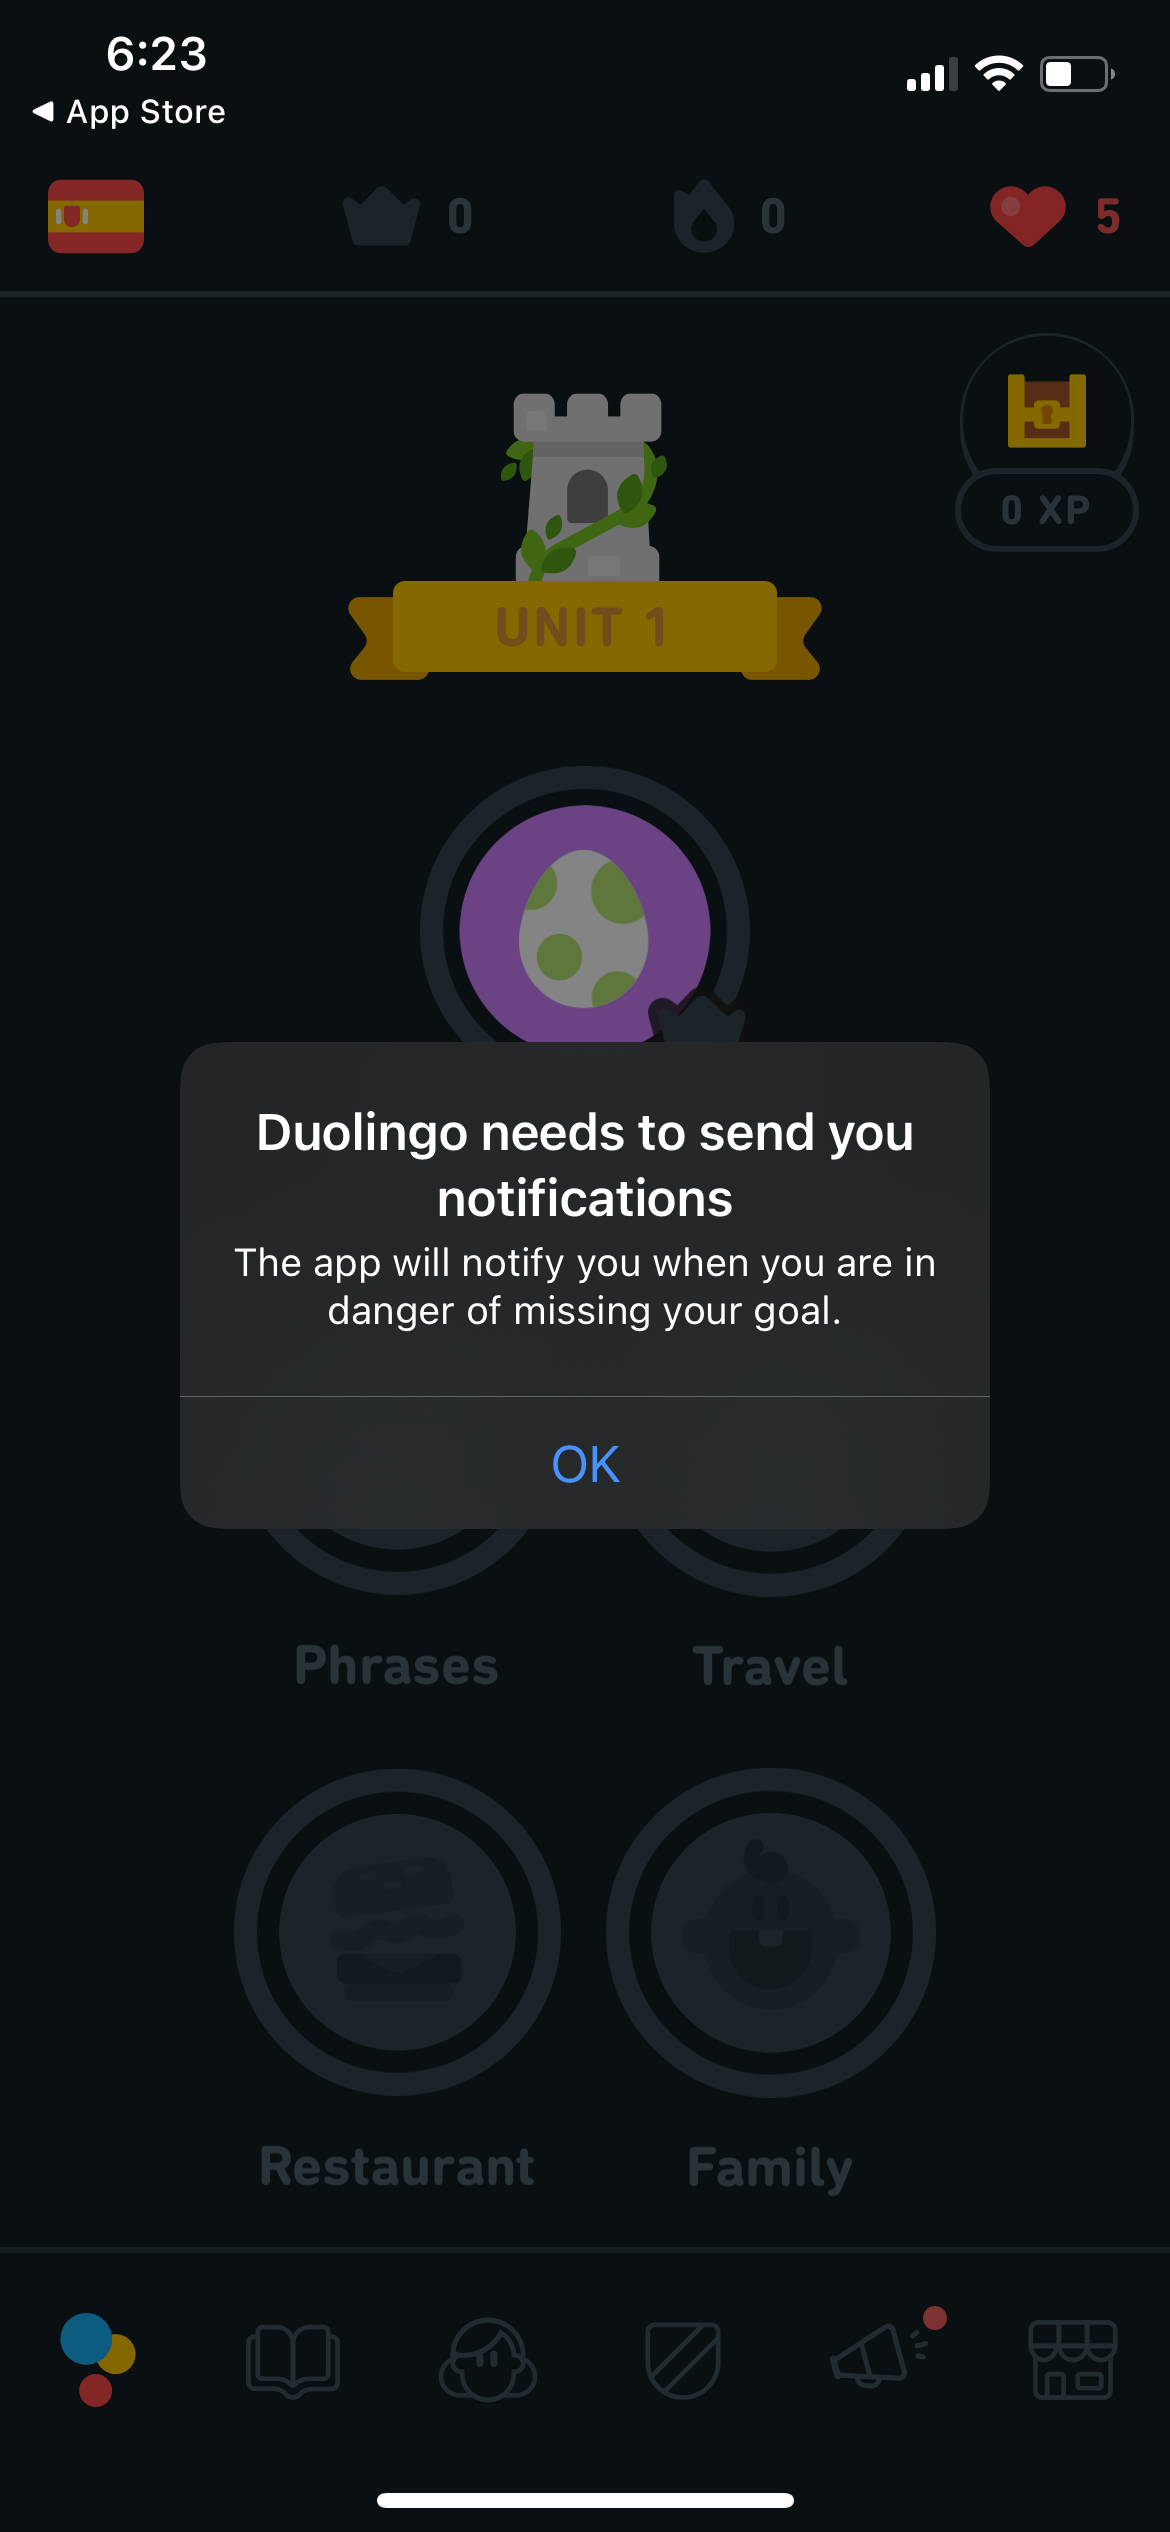 6:23
App Store
0
0
5
0 XP
UNIT 1
Duolingo needs to send you
notifications
The app will notify you when you are in
danger of missing your goal.
OK
Phrases
Travel
Restaurant
Family